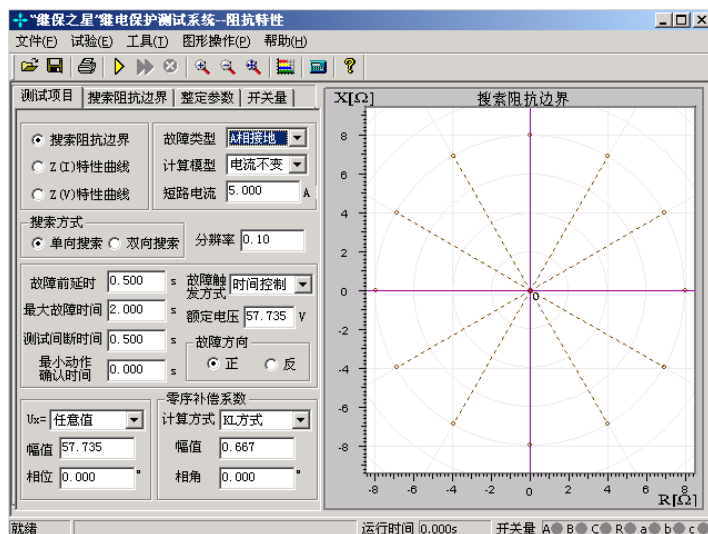 “继保之星”继电保护测试系统--阻抗特性
文件(F) 试验(E) 工具(T) 图形操作(P) 帮助(H)
测试项目 搜索阻抗边界 整定参数 开关量
搜索阻抗边界
Z(I)特性曲线
Z(V)特性曲线
故障类型 A相接地
计算模型 电流不变
短路电流 5.000 A
搜索方式
单向搜索 双向搜索 分辨率 0.10
故障前延时 0.500 s
最大故障时间 2.000 s
测试间断时间 0.500 s
最小动作
确认时间 0.000 s
故障触
发方式 时间控制
额定电压 57.735 V
故障方向
正 反
Ux= 任意值
幅值 57.735
相位 0.000 °
零序补偿系数
计算方式 KL方式
幅值 0.667
相角 0.000 °
X[Ω] 搜索阻抗边界
8
6
4
2
0
-2
-4
-6
-8
0
-8 -6 -4 -2 0 2 4 6 8
R[Ω]
就绪 运行时间 0.000s 开关量 A B C R a b c